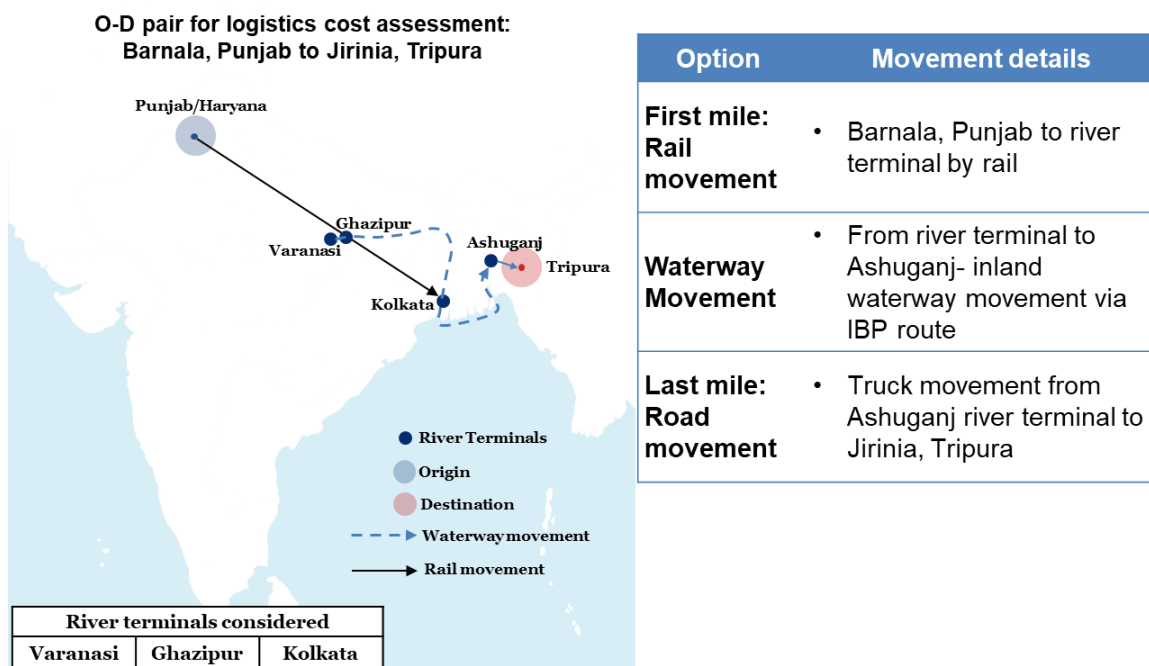 O-D pair for logistics cost assessment:
Barnala, Punjab to Jirinia, Tripura
Punjab/Haryana
Ghazipur
Varanasi
Ashuganj
Tripura
Kolkata
River Terminals
Origin
Destination
Waterway movement
Rail movement
River terminals considered
Varanasi Ghazipur Kolkata
Option Movement details
First mile:
Rail
movement
• Barnala, Punjab to river
terminal by rail
Waterway
Movement
• From river terminal to
Ashuganj- inland
waterway movement via
IBP route
Last mile:
Road
movement
• Truck movement from
Ashuganj river terminal to
Jirinia, Tripura